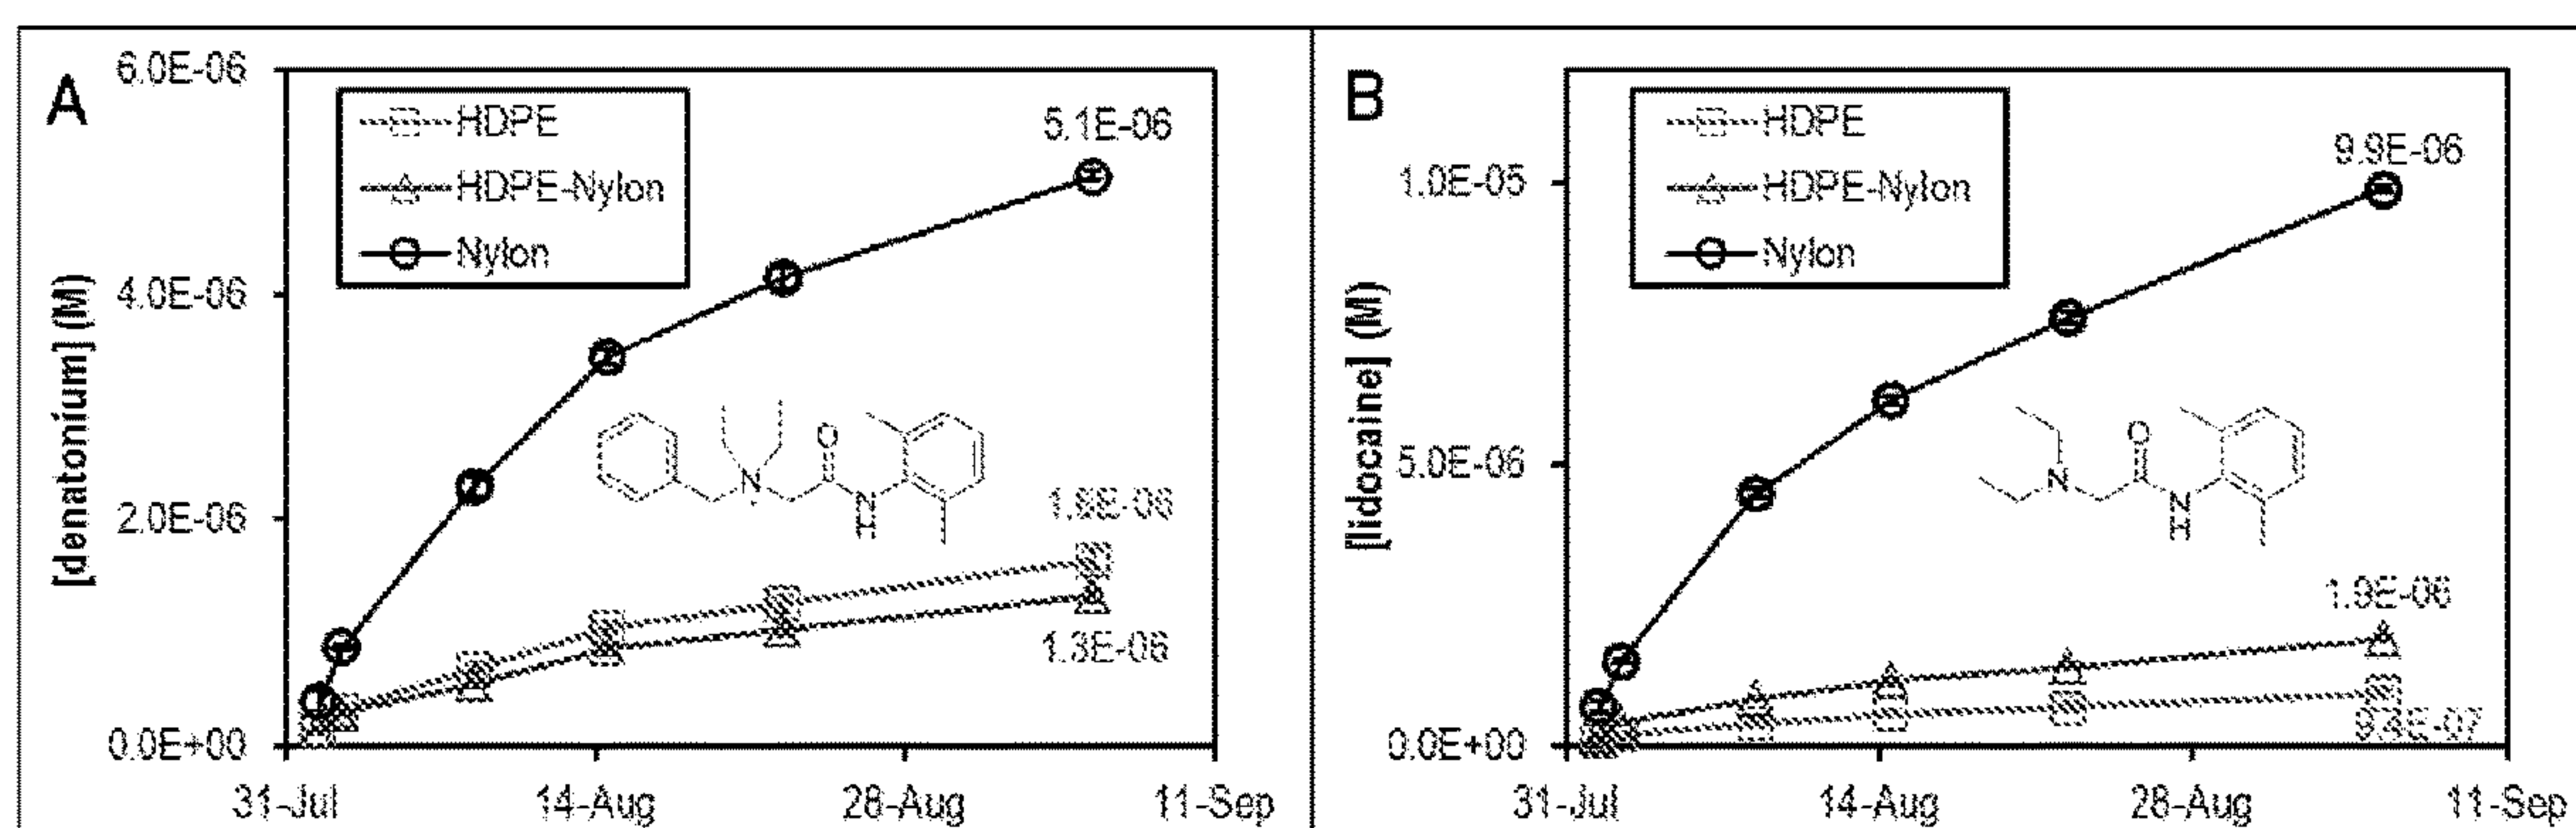 A
6.0E-06
4.0E-06
2.0E-06
0.0E+00
[denatonium] (M)
HDPE
HDPE-Nylon
Nylon
5.1E-06
1.3E-06
N
O
N
H
31-Jul
14-Aug
28-Aug
11-Sep
B
1.0E-05
5.0E-06
0.0E+00
[lidocaine] (M)
HDPE
HDPE-Nylon
Nylon
9.9E-06
1.9E-06
N
O
N
H
31-Jul
14-Aug
28-Aug
11-Sep